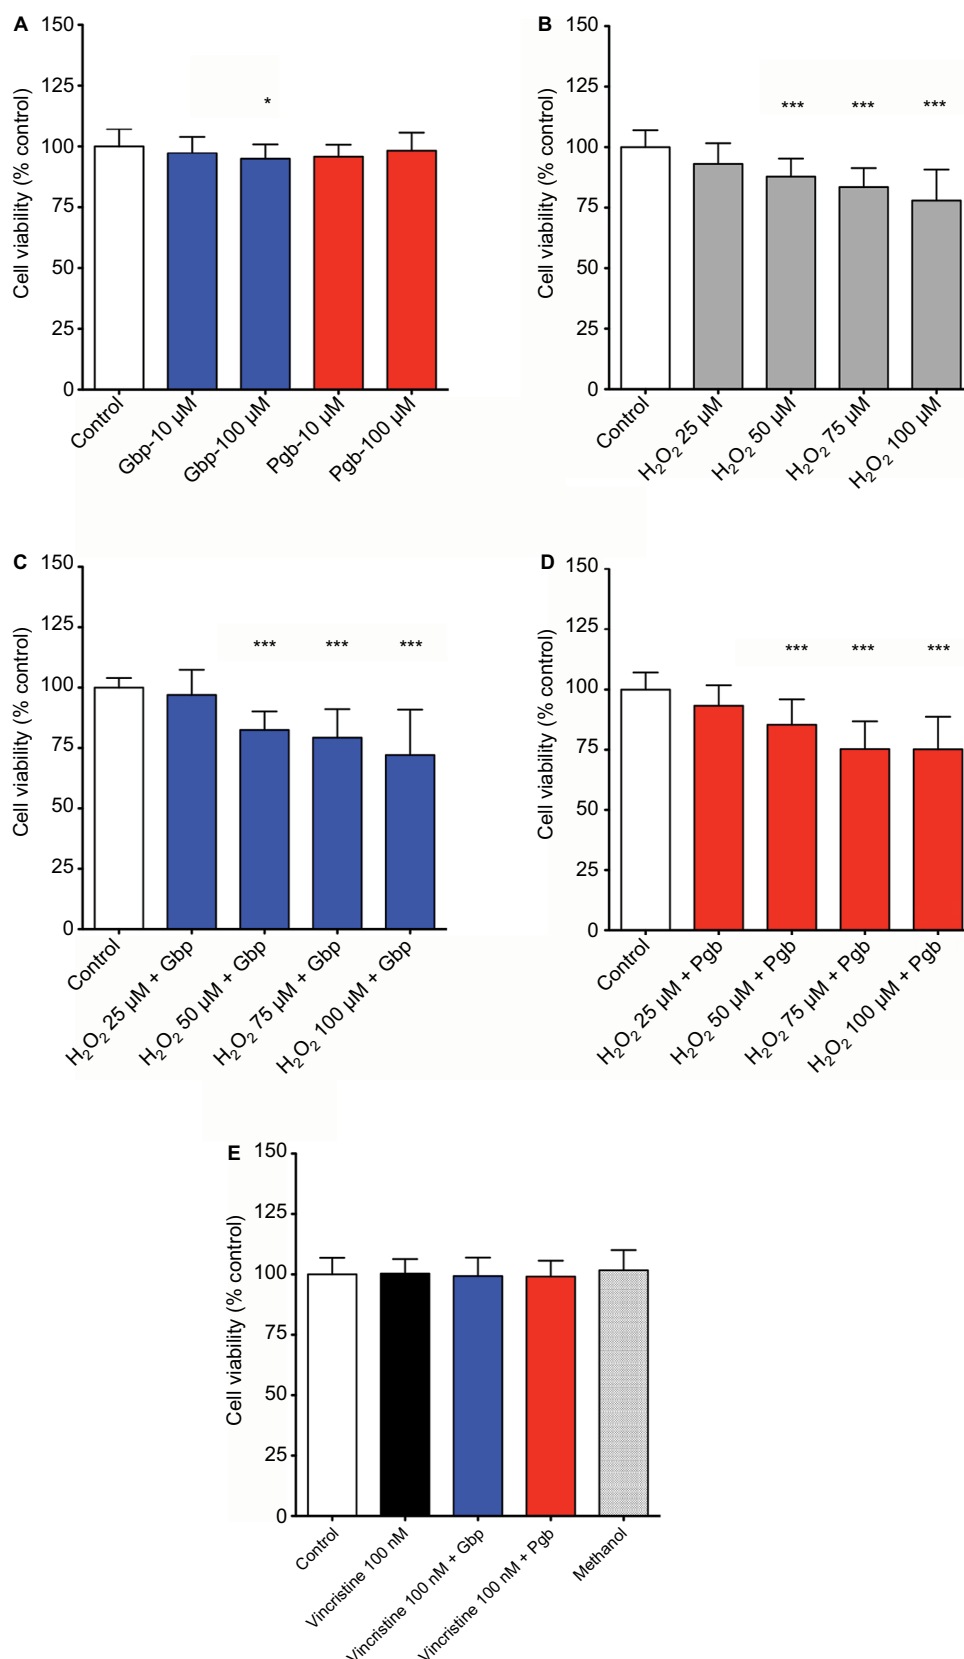 A
Cell viability (% control)
150
125
100
75
50
25
0
*
Control
Gbp-10 µM
Gbp-100 µM
Pgb-10 µM
Pgb-100 µM
B
Cell viability (% control)
150
125
100
75
50
25
0
*** *** ***
Control
H₂O₂ 25 µM
H₂O₂ 50 µM
H₂O₂ 75 µM
H₂O₂ 100 µM
C
Cell viability (% control)
150
125
100
75
50
25
0
*** *** ***
Control
H₂O₂ 25 µM + Gbp
H₂O₂ 50 µM + Gbp
H₂O₂ 75 µM + Gbp
H₂O₂ 100 µM + Gbp
D
Cell viability (% control)
150
125
100
75
50
25
0
*** *** ***
Control
H₂O₂ 25 µM + Pgb
H₂O₂ 50 µM + Pgb
H₂O₂ 75 µM + Pgb
H₂O₂ 100 µM + Pgb
E
Cell viability (% control)
150
125
100
75
50
25
0
Control
Vincristine 100 nM
Vincristine 100 nM + Gbp
Vincristine 100 nM + Pgb
Methanol